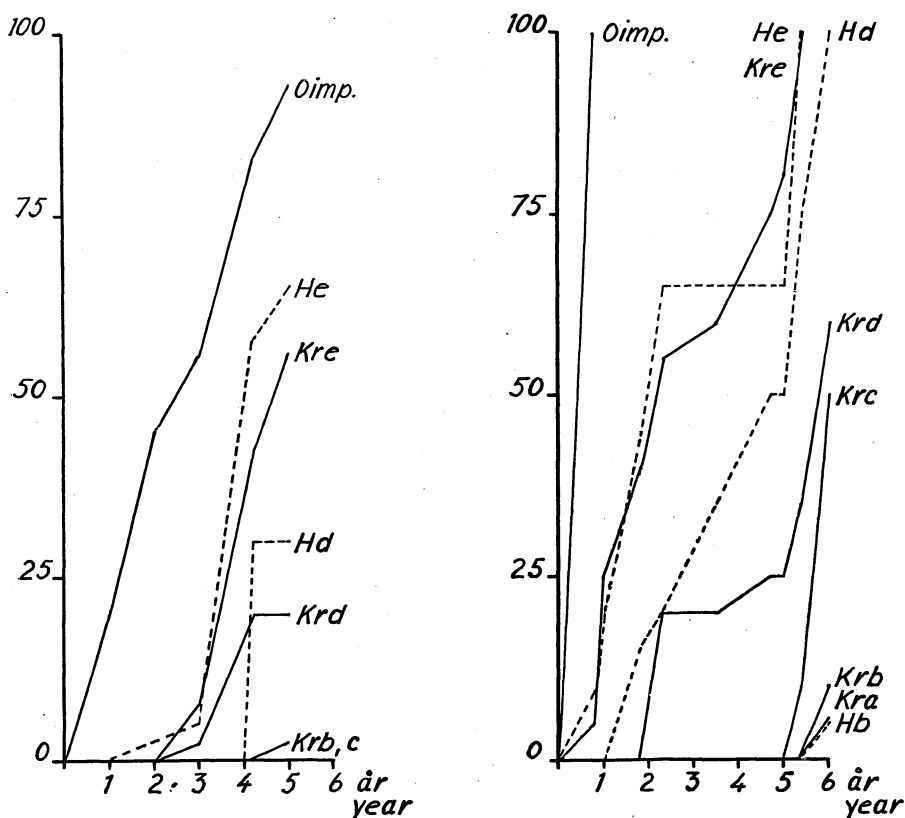 100
75
50
25
0
1 2 3 4 5 6 år
year
Oimp.
He
Kre
Hd
Krd
Krb, c
100
75
50
25
0
1 2 3 4 5 6 år
year
Oimp.
He
Kre
Hd
Krd
Krc
Krb
Kra
Hb